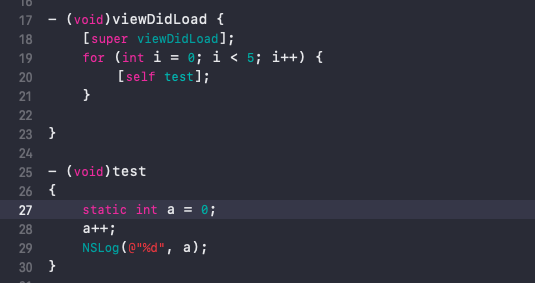 17 - (void)viewDidLoad {
18     [super viewDidLoad];
19     for (int i = 0; i < 5; i++) {
20         [self test];
21     }
22
23 }
24
25 - (void)test
26 {
27     static int a = 0;
28     a++;
29     NSLog(@"%d", a);
30 }